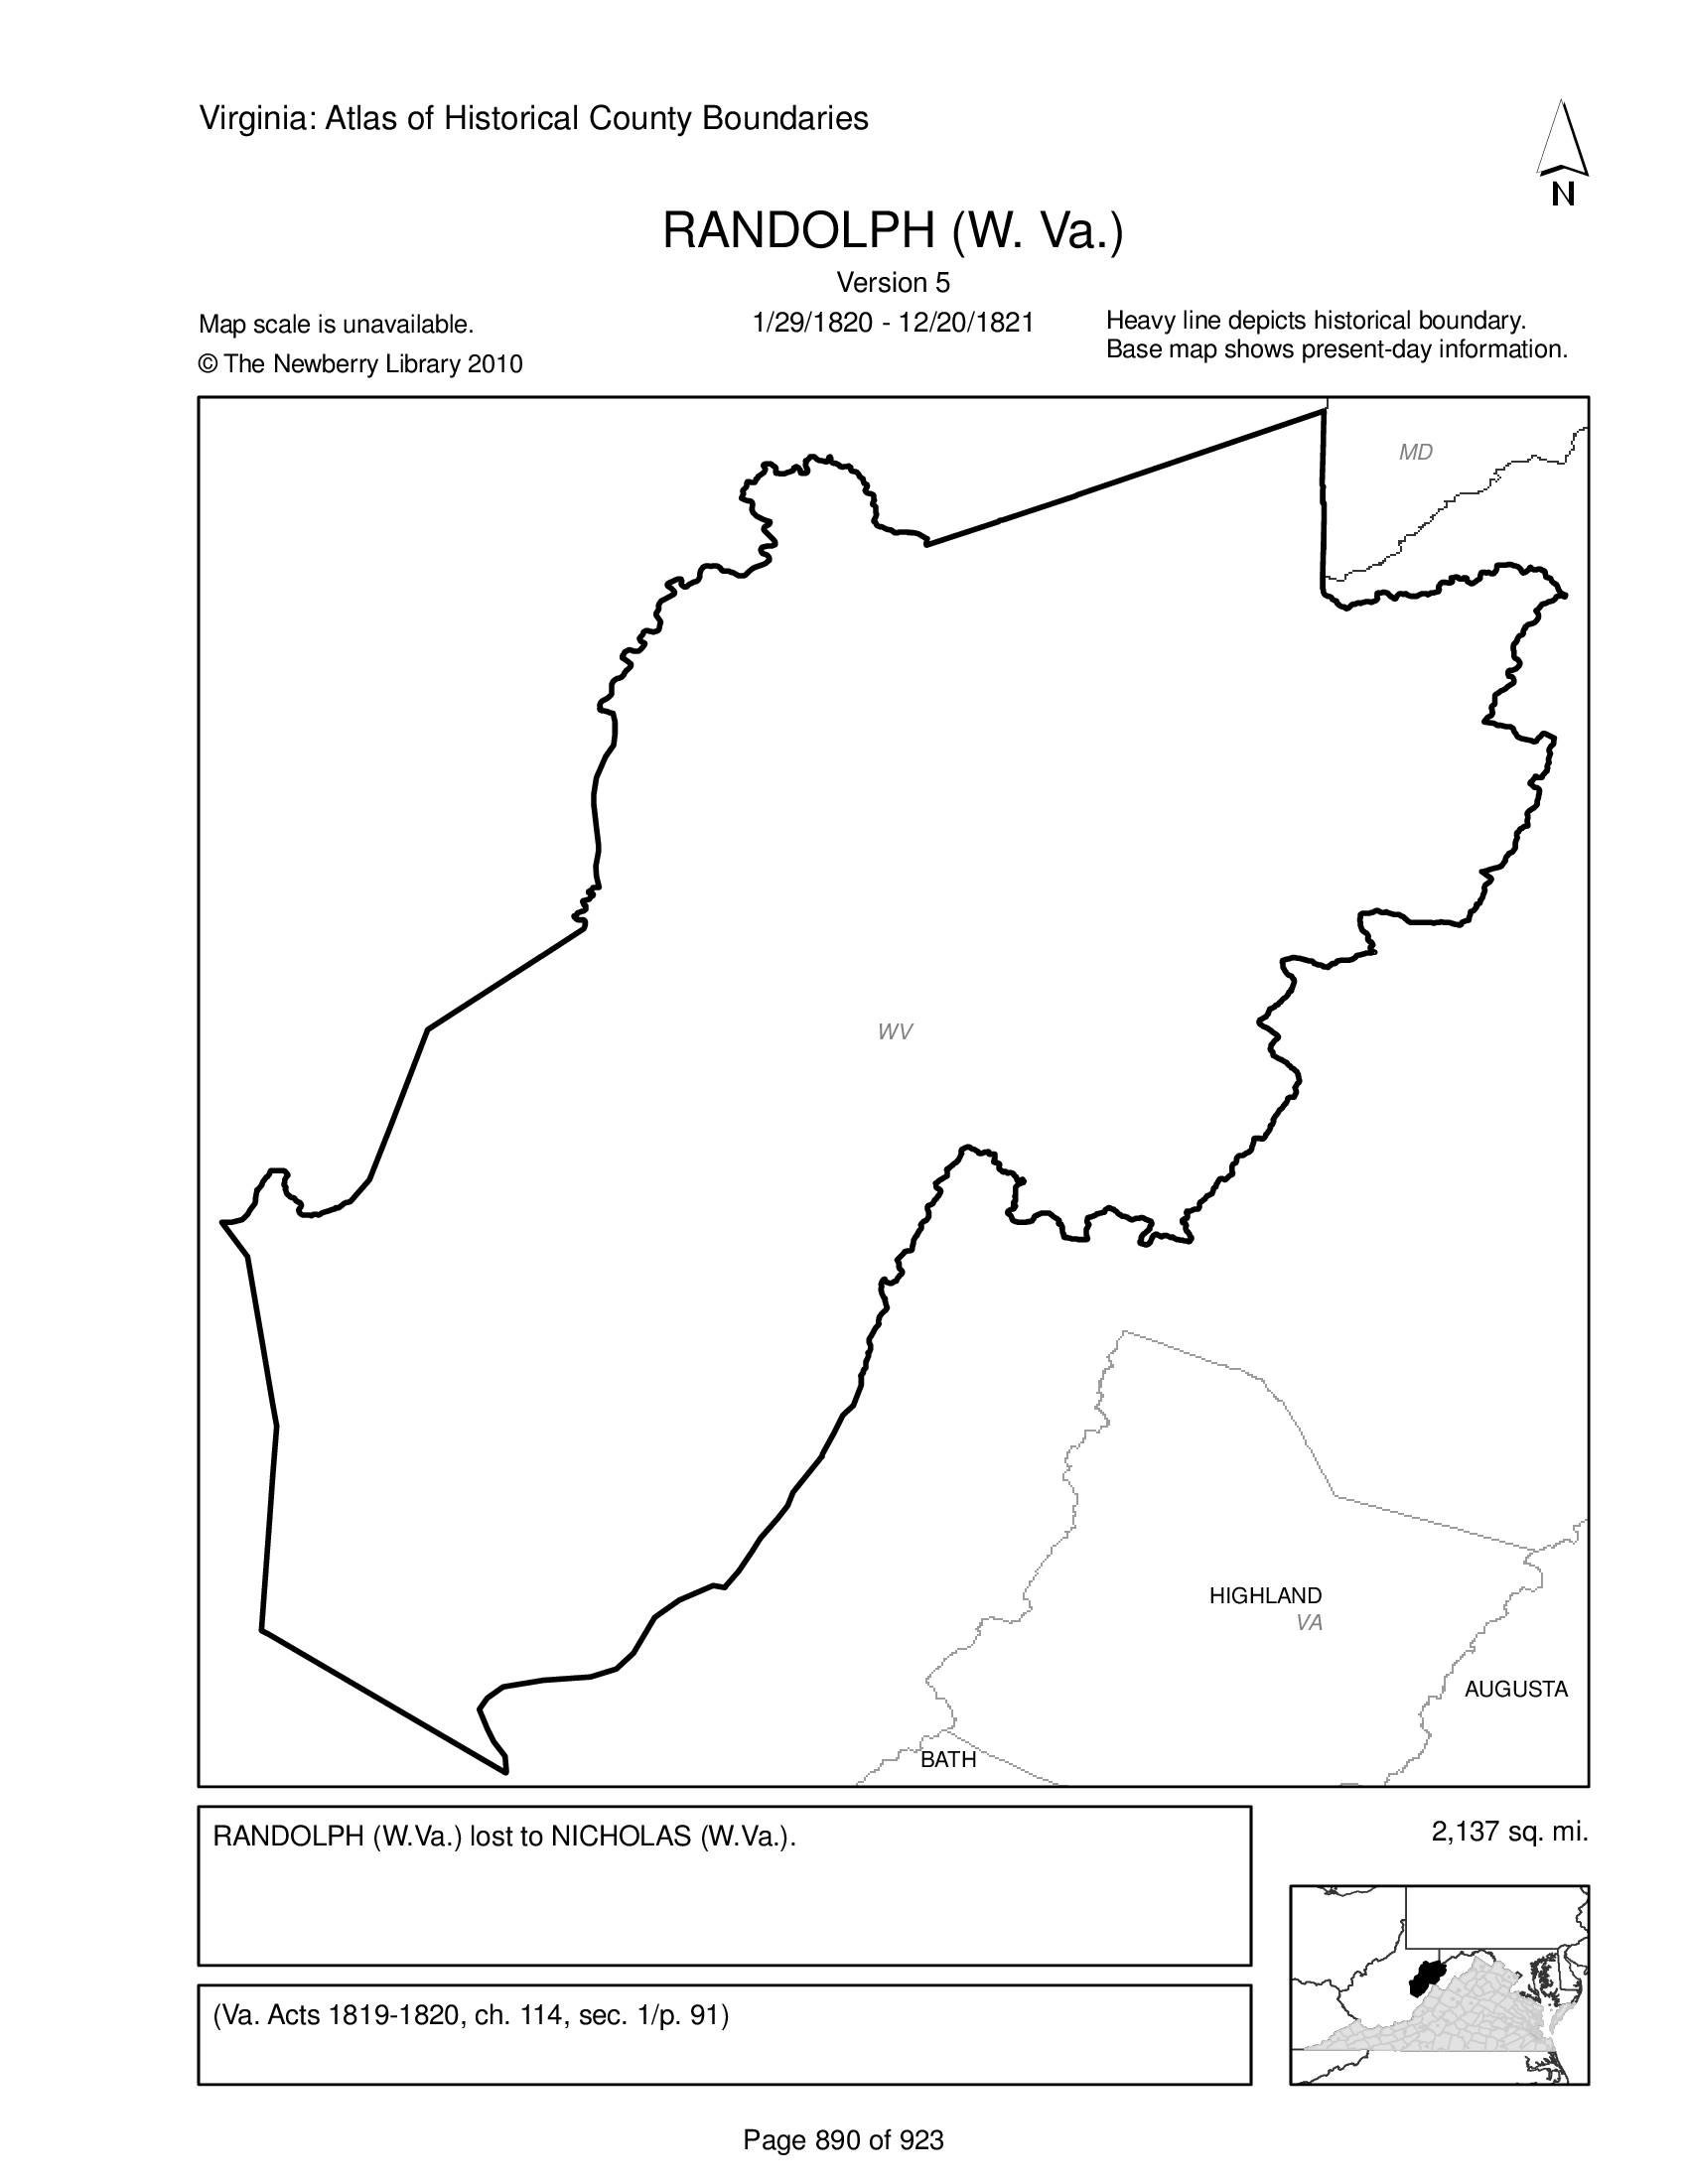 Virginia: Atlas of Historical County Boundaries
N
RANDOLPH (W. Va.)
Version 5
Map scale is unavailable.
1/29/1820 - 12/20/1821
Heavy line depicts historical boundary.
© The Newberry Library 2010
Base map shows present-day information.
MD
WV
HIGHLAND
VA
AUGUSTA
BATH
RANDOLPH (W.Va.) lost to NICHOLAS (W.Va.).
2,137 sq. mi.
(Va. Acts 1819-1820, ch. 114, sec. 1/p. 91)
Page 890 of 923